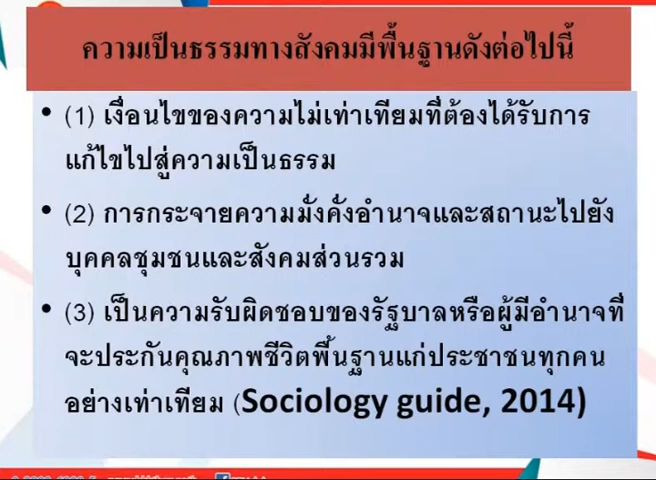 ความเป็นธรรมทางสังคมมีพื้นฐานดังต่อไปนี้
• (1) เงื่อนไขของความไม่เท่าเทียมที่ต้องได้รับการ
แก้ไขไปสู่ความเป็นธรรม
• (2) การกระจายความมั่งคั่งอำนาจและสถานะไปยัง
บุคคลชุมชนและสังคมส่วนรวม
• (3) เป็นความรับผิดชอบของรัฐบาลหรือผู้มีอำนาจที่
จะประกันคุณภาพชีวิตพื้นฐานแก่ประชาชนทุกคน
อย่างเท่าเทียม (Sociology guide, 2014)